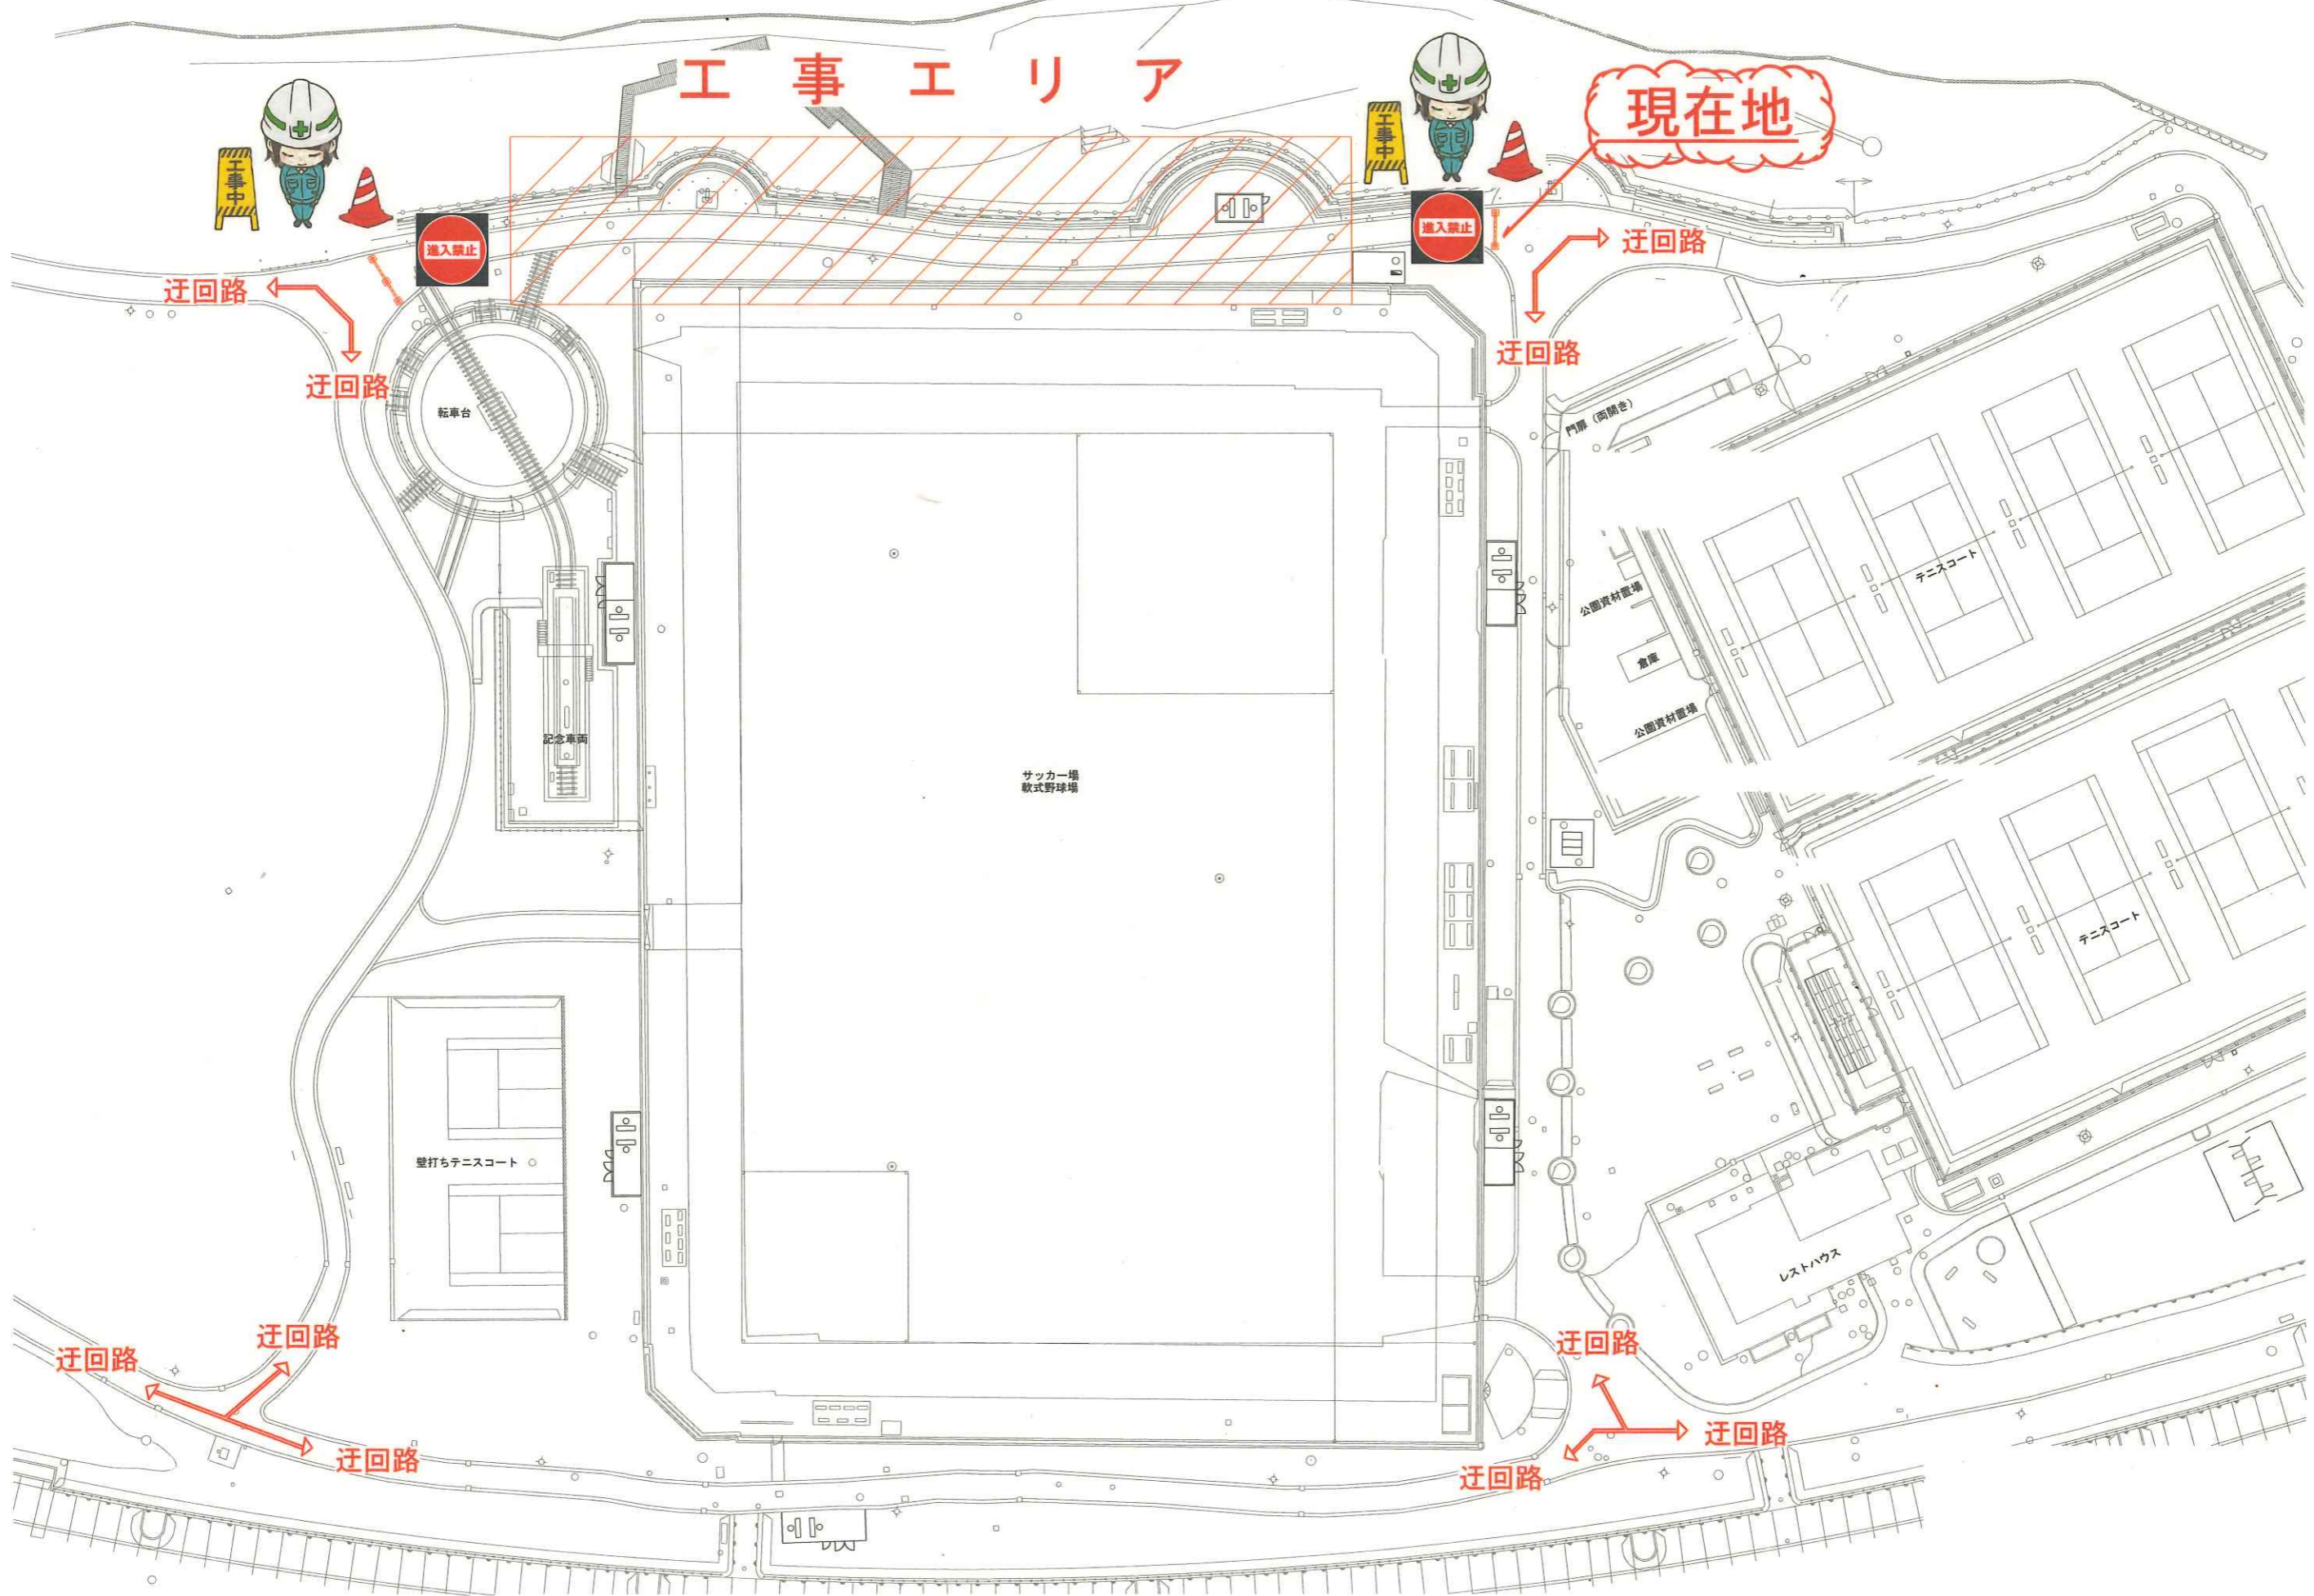 工事エリア
現在地
工事中
工事中
進入禁止
進入禁止
迂回路
迂回路
迂回路
迂回路
転車台
門扉（両開き）
テニスコート
公園資材置場
倉庫
公園資材置場
記念車両
サッカー場
軟式野球場
テニスコート
壁打ちテニスコート
レストハウス
迂回路
迂回路
迂回路
迂回路
迂回路
迂回路